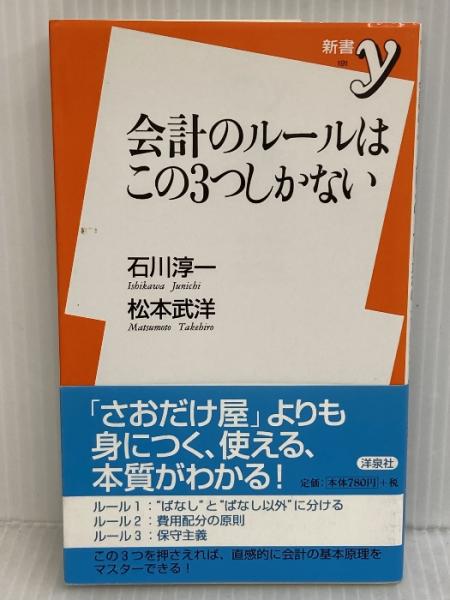 新書
y
191
会計のルールは
この3つしかない
石川淳一
Ishikawa Junichi
松本武洋
Matsumoto Takehiro
「さおだけ屋」よりも
身につく、使える、
本質がわかる!
洋泉社
定価:本体780円+税
ルール1:"ばなし"と"ばなし以外"に分ける
ルール2:費用配分の原則
ルール3:保守主義
この3つを押さえれば、直感的に会計の基本原理を
マスターできる!